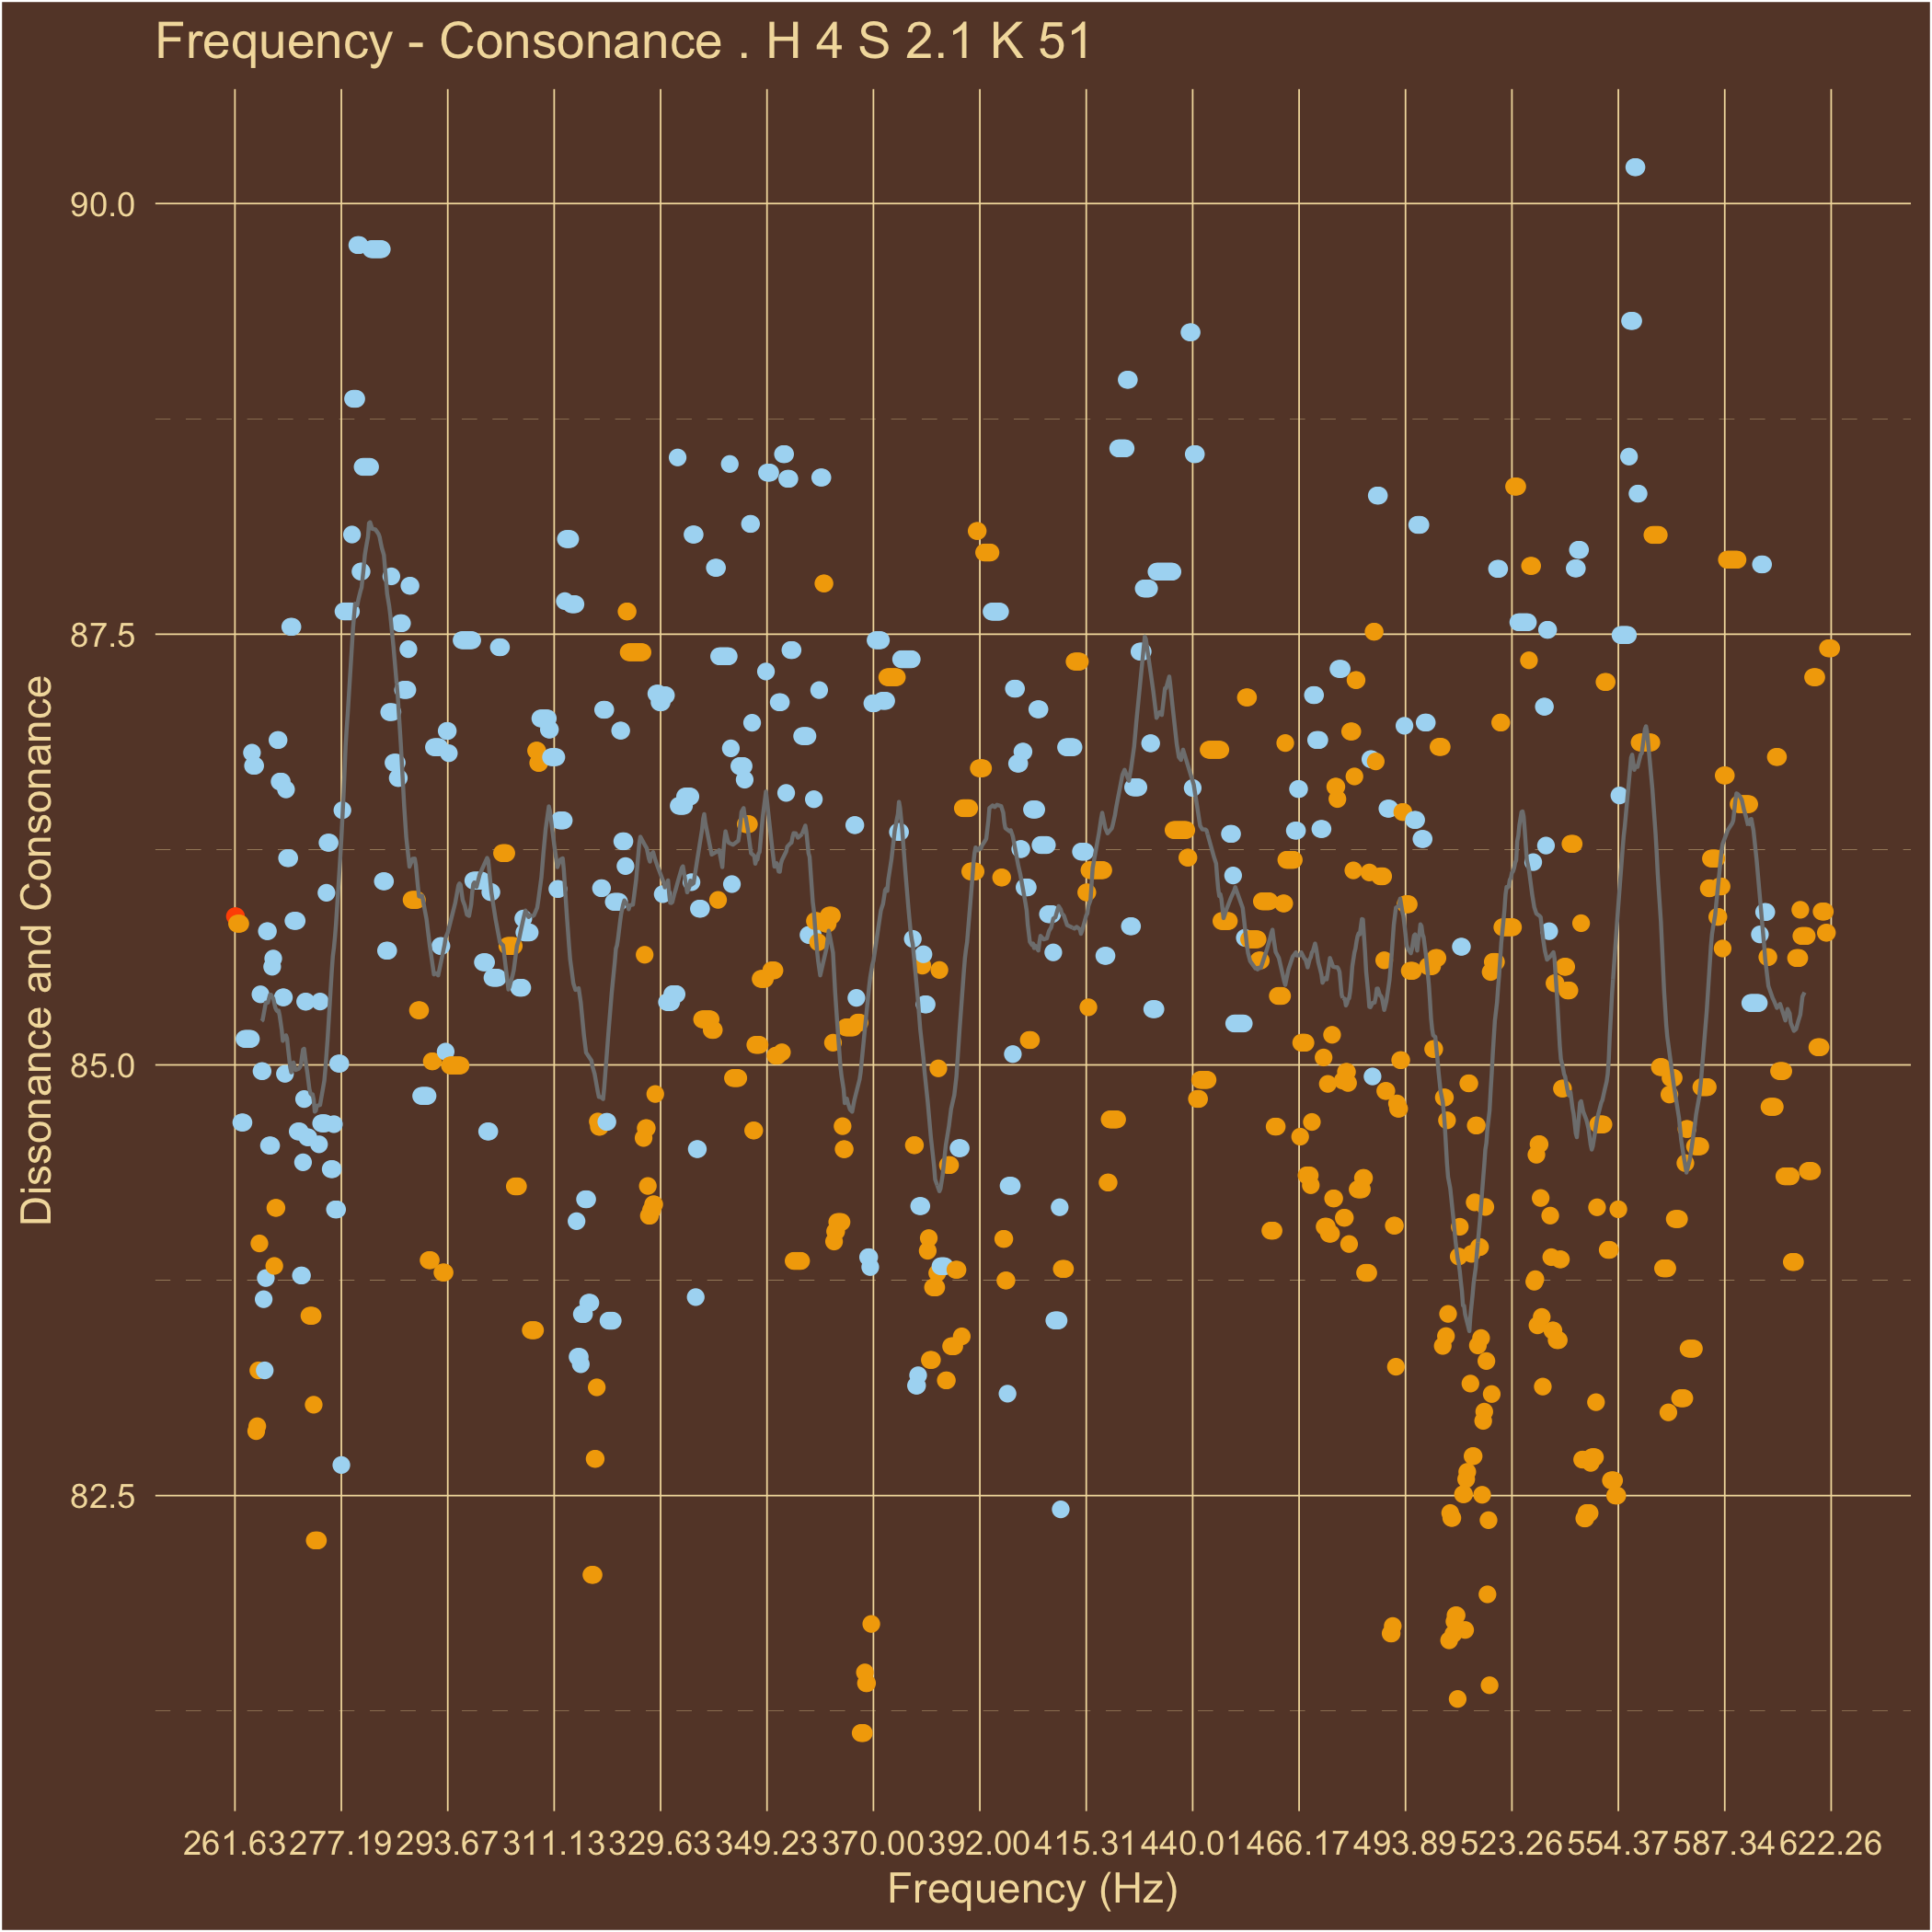 Frequency - Consonance . H 4 S 2.1 K 51
Dissonance and Consonance
90.0
87.5
85.0
82.5
261.63 277.19 293.67 311.13 329.63 349.23 370.00 392.00 415.31 440.01 466.17 493.89 523.26 554.37 587.34 622.26
Frequency (Hz)